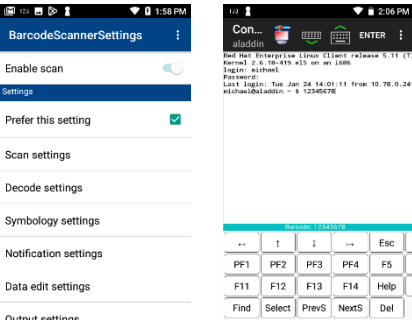 123 1:58 PM
BarcodeScannerSettings
Enable scan
Settings
Prefer this setting
Scan settings
Decode settings
Symbology settings
Notification settings
Data edit settings
Output settings
123 2:06 PM
Con...
aladdin
ENTER
Red Hat Enterprise Linux Client release 5.11 (T
Kernel 2.6.18-419.el5 on an i686
login: michael
Password:
Last login: Tue Jan 24 14:01:11 from 10.78.0.24
michael@aladdin ~ $ 12345678
Barcode: 12345678
← ↑ ↓ → Esc
PF1 PF2 PF3 PF4 F5
F11 F12 F13 F14 Help
Find Select PrevS NextS Del